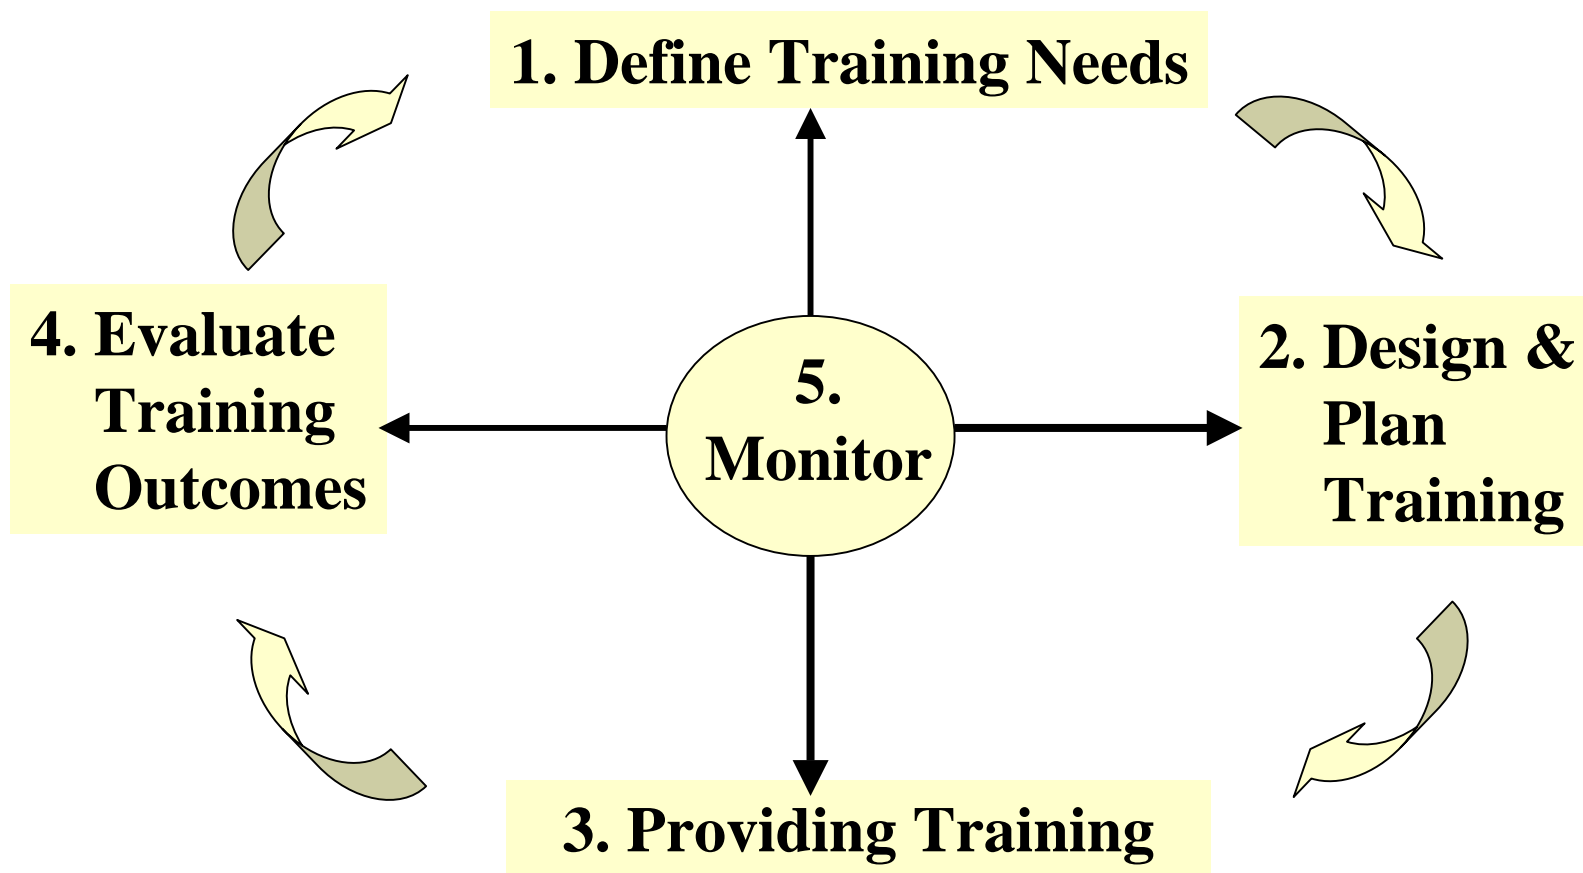 1. Define Training Needs
2. Design &
Plan
Training
3. Providing Training
4. Evaluate
Training
Outcomes
5.
Monitor